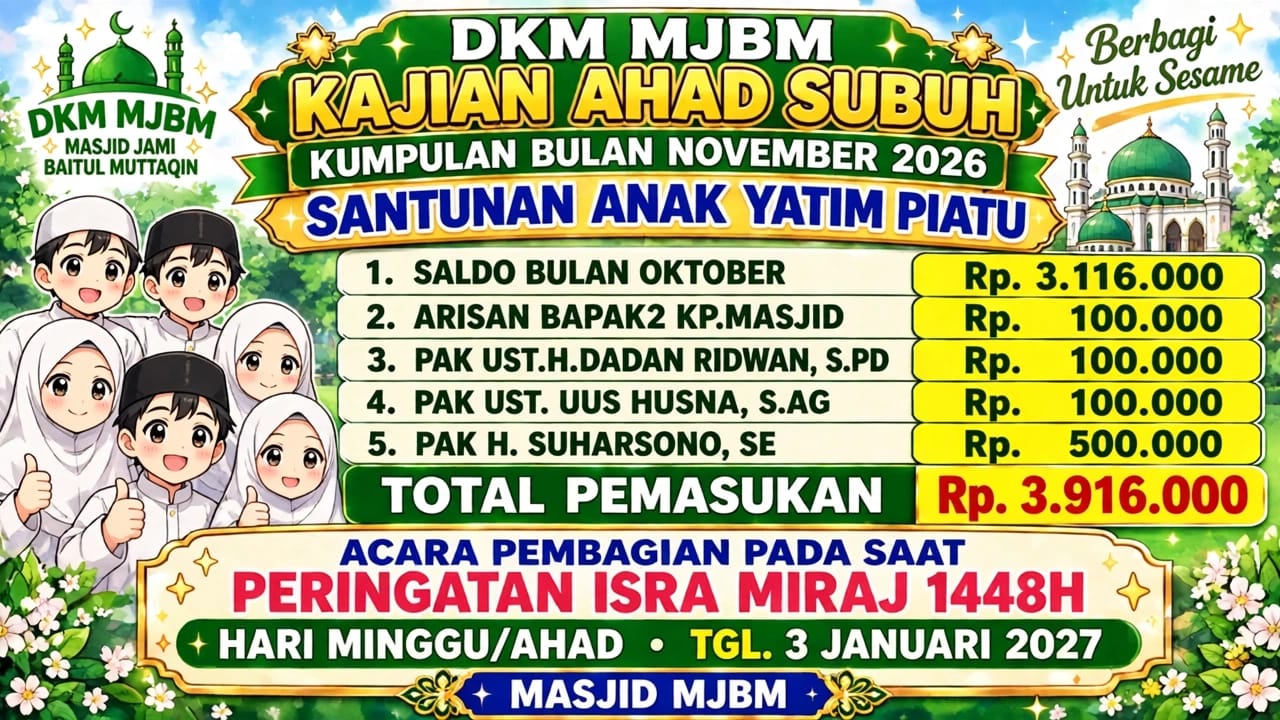 DKM MJBM
MASJID JAMI
BAITUL MUTTAQIN
DKM MJBM
KAJIAN AHAD SUBUH
KUMPULAN BULAN NOVEMBER 2026
SANTUNAN ANAK YATIM PIATU
Berbagi
Untuk Sesame
1. SALDO BULAN OKTOBER Rp. 3.116.000
2. ARISAN BAPAK2 KP.MASJID Rp. 100.000
3. PAK UST.H.DADAN RIDWAN, S.PD Rp. 100.000
4. PAK UST. UUS HUSNA, S.AG Rp. 100.000
5. PAK H. SUHARSONO, SE Rp. 500.000
TOTAL PEMASUKAN Rp. 3.916.000
ACARA PEMBAGIAN PADA SAAT
PERINGATAN ISRA MIRAJ 1448H
HARI MINGGU/AHAD • TGL. 3 JANUARI 2027
MASJID MJBM